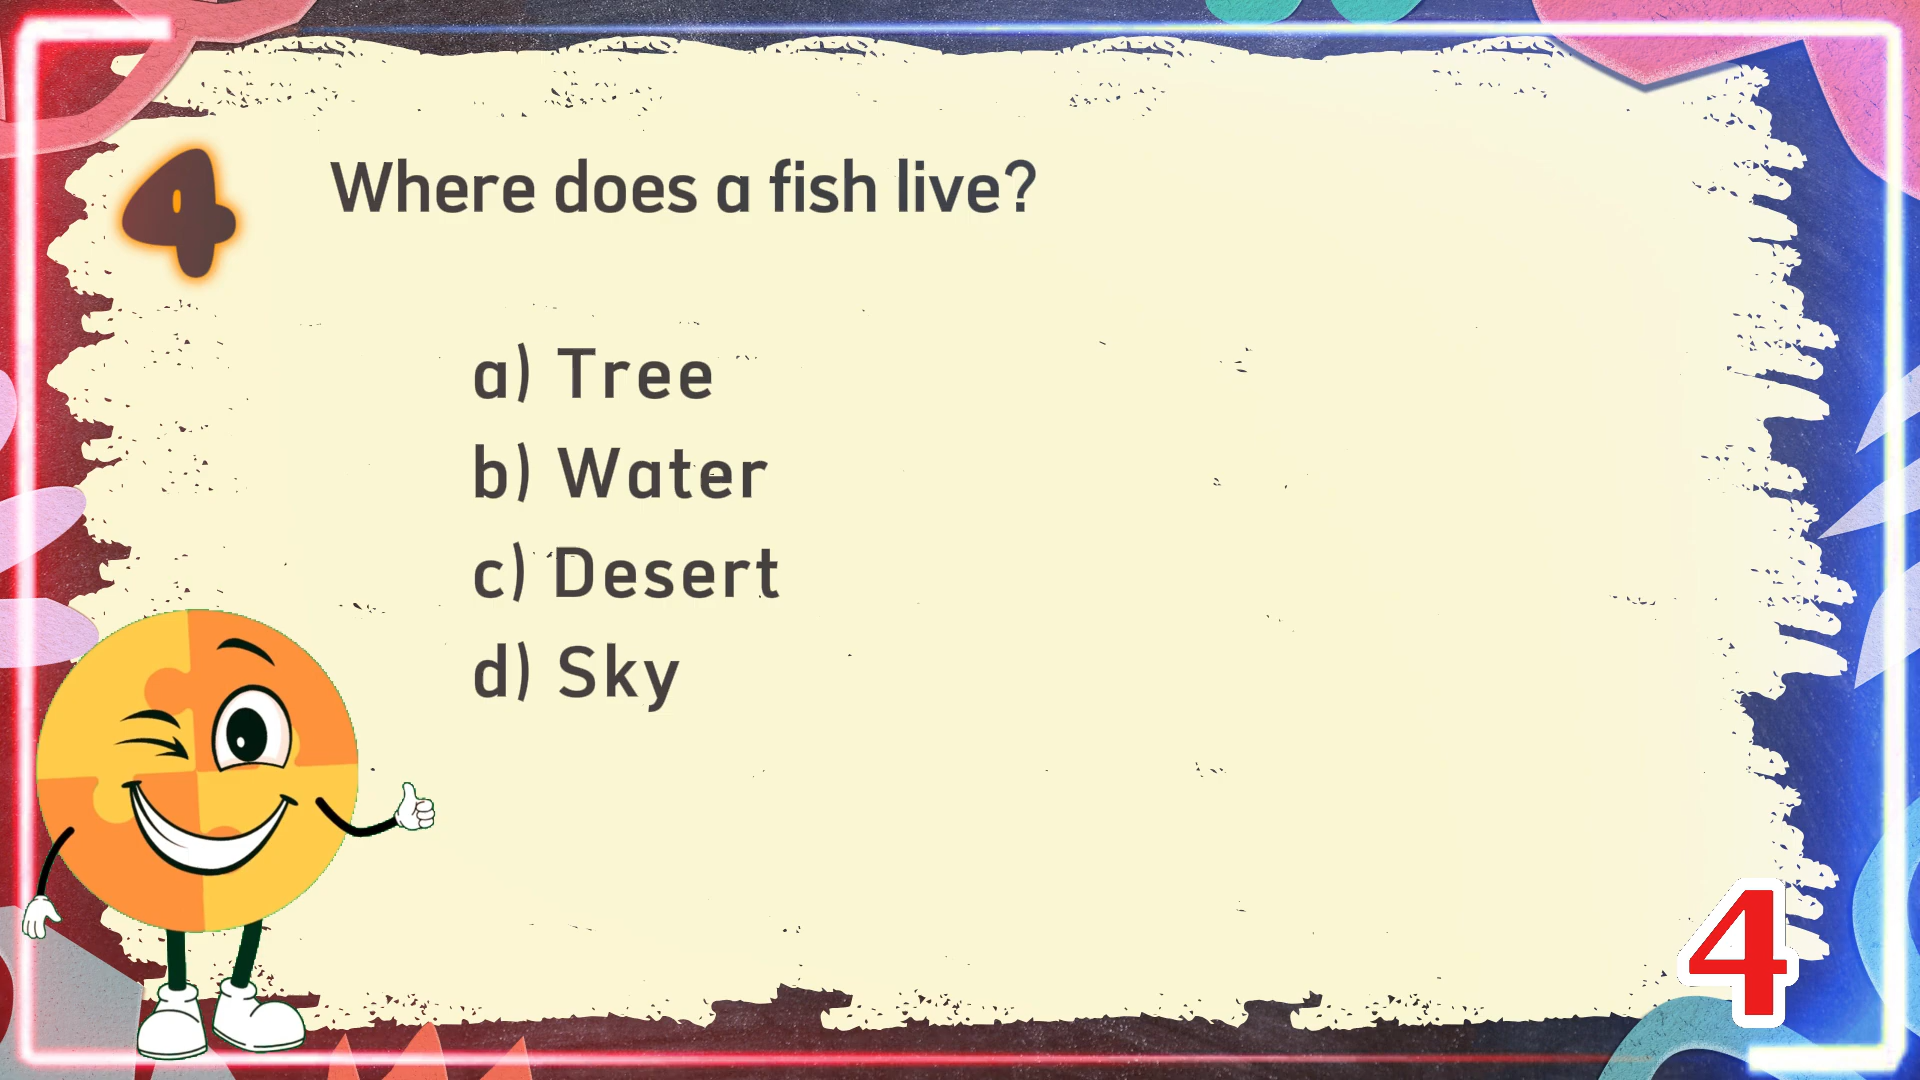 4 Where does a fish live?
a) Tree
b) Water
c) Desert
d) Sky
4